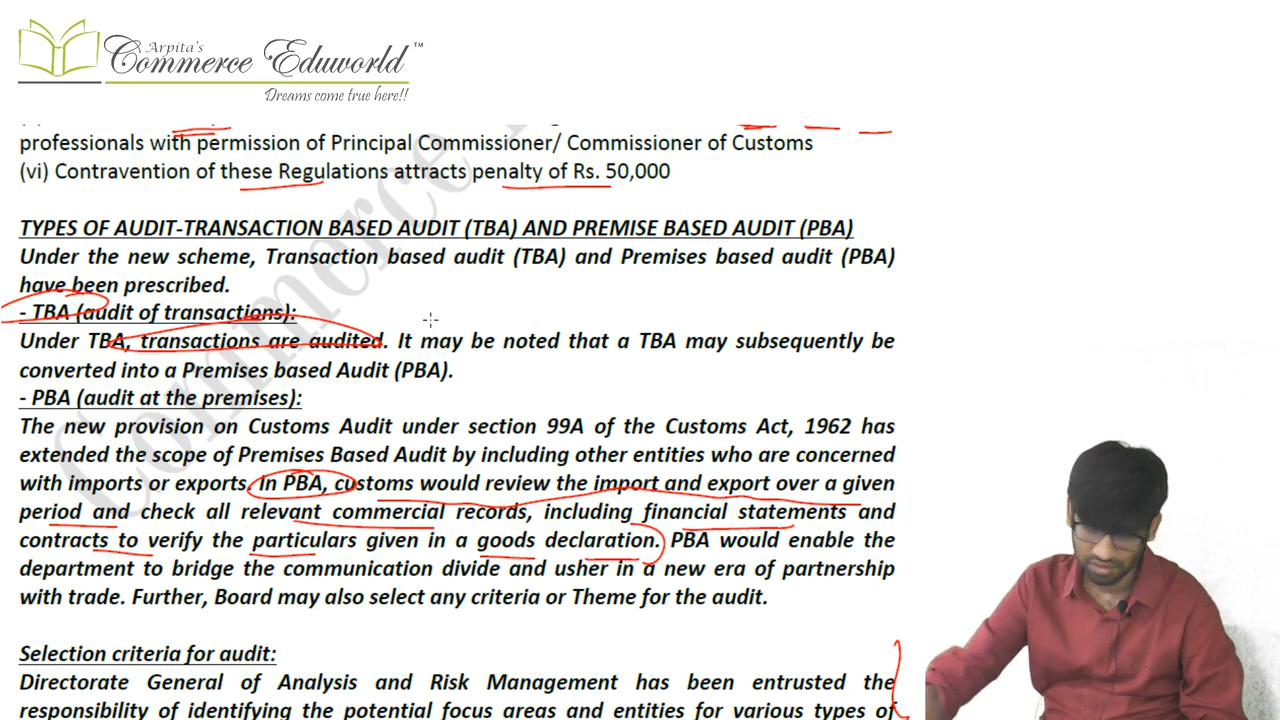 Arpita's
Commerce Eduworld™
Dreams come true here!!
professionals with permission of Principal Commissioner/ Commissioner of Customs
(vi) Contravention of these Regulations attracts penalty of Rs. 50,000
TYPES OF AUDIT-TRANSACTION BASED AUDIT (TBA) AND PREMISE BASED AUDIT (PBA)
Under the new scheme, Transaction based audit (TBA) and Premises based audit (PBA)
have been prescribed.
- TBA (audit of transactions):
Under TBA, transactions are audited. It may be noted that a TBA may subsequently be
converted into a Premises based Audit (PBA).
- PBA (audit at the premises):
The new provision on Customs Audit under section 99A of the Customs Act, 1962 has
extended the scope of Premises Based Audit by including other entities who are concerned
with imports or exports. In PBA, customs would review the import and export over a given
period and check all relevant commercial records, including financial statements and
contracts to verify the particulars given in a goods declaration. PBA would enable the
department to bridge the communication divide and usher in a new era of partnership
with trade. Further, Board may also select any criteria or Theme for the audit.
Selection criteria for audit:
Directorate General of Analysis and Risk Management has been entrusted the
responsibility of identifying the potential focus areas and entities for various types of
Commerce